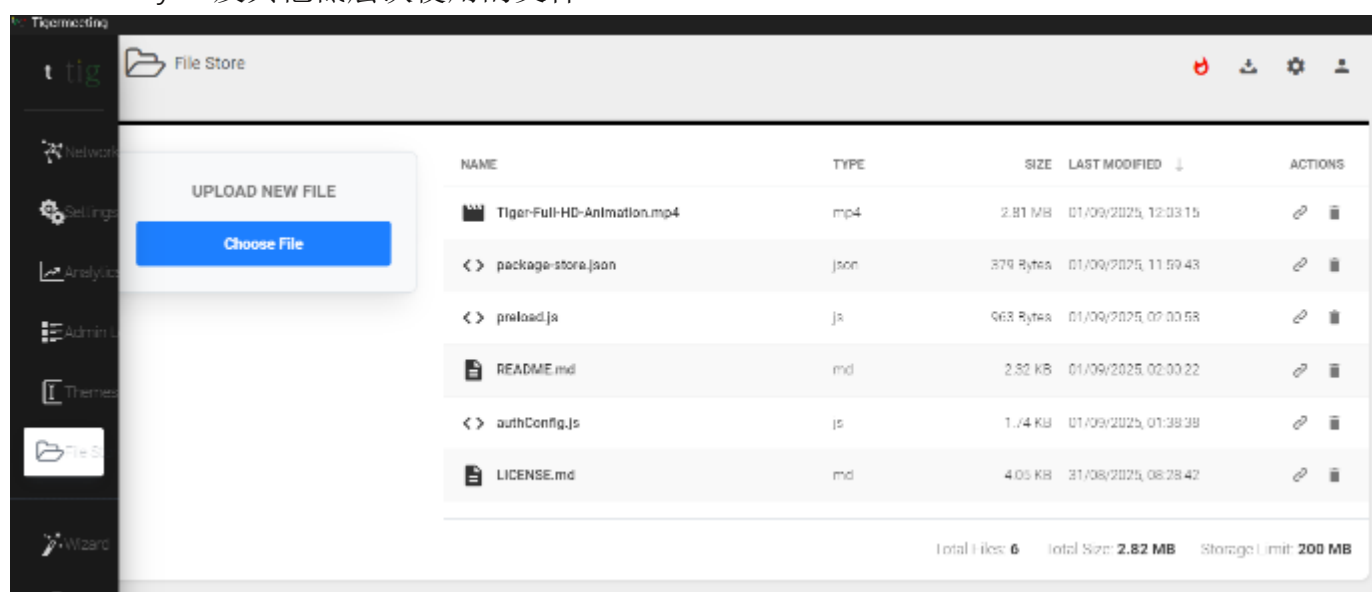 Tigermeeting
t tig
File Store
Network
Settings
Analytics
Admin L
Themes
File S
Wizard
UPLOAD NEW FILE
Choose File
NAME TYPE SIZE LAST MODIFIED ↓ ACTIONS
Tiger-Full-HD-Animation.mp4 mp4 2.81 MB 01/09/2025, 12:03:15
package-store.json json 379 Bytes 01/09/2025, 11:59:43
preload.js js 963 Bytes 01/09/2025, 02:00:58
README.md md 2.32 KB 01/09/2025, 02:00:22
authConfig.js js 1.74 KB 01/09/2025, 01:38:38
LICENSE.md md 4.05 KB 31/08/2025, 08:28:42
Total Files: 6 Total Size: 2.82 MB Storage Limit: 200 MB